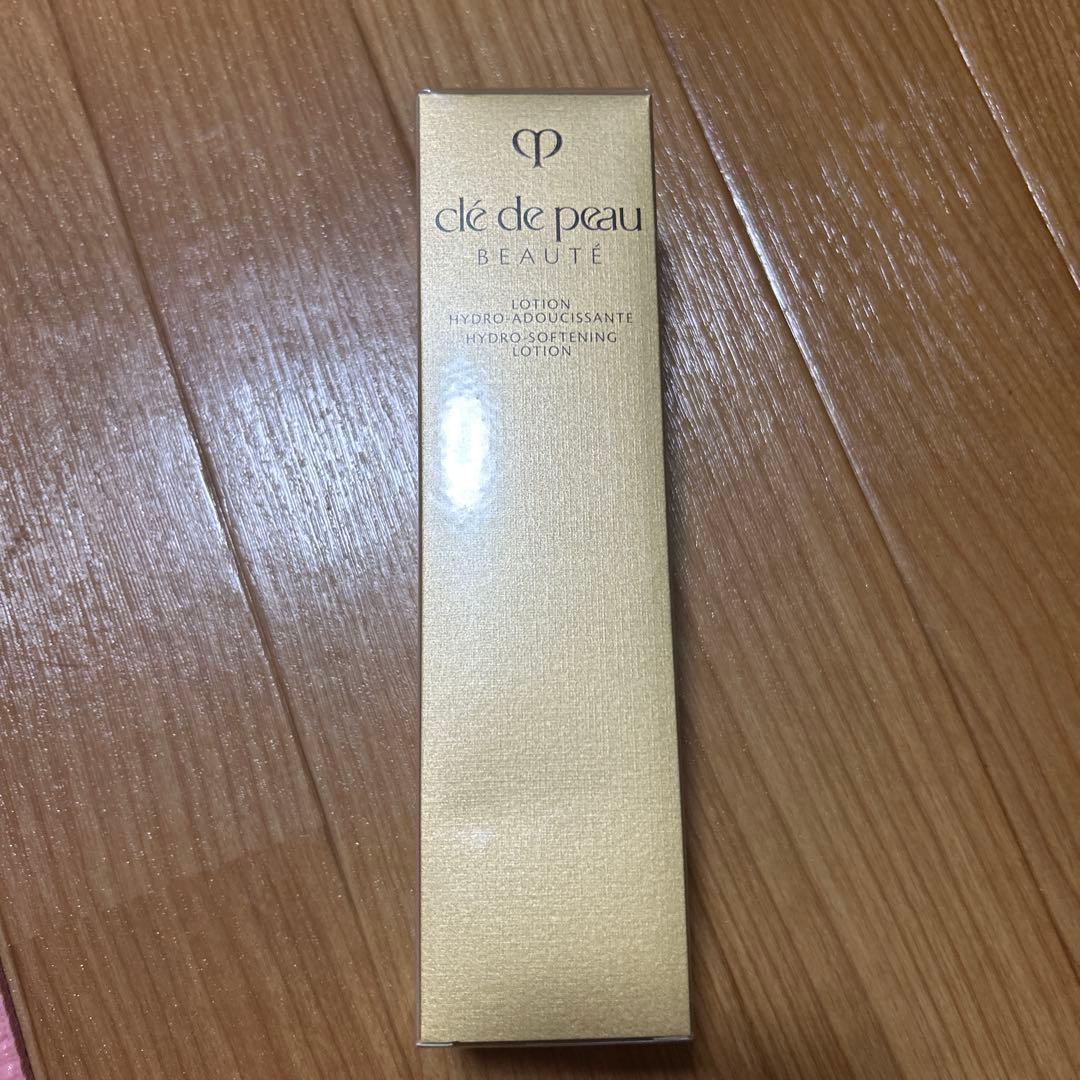 clé de peau
BEAUTÉ
LOTION
HYDRO-ADOUCISSANTE
HYDRO-SOFTENING
LOTION